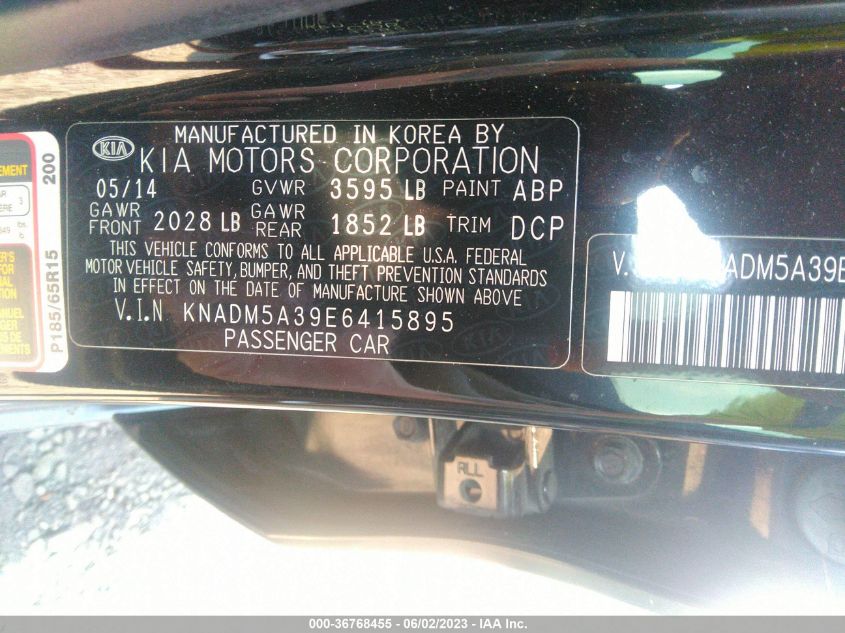 MANUFACTURED IN KOREA BY
KIA KIA MOTORS CORPORATION
05/14 GVWR 3595 LB PAINT ABP
GAWR FRONT 2028 LB GAWR REAR 1852 LB TRIM DCP
THIS VEHICLE CONFORMS TO ALL APPLICABLE U.S.A. FEDERAL
MOTOR VEHICLE SAFETY, BUMPER, AND THEFT PREVENTION STANDARDS
IN EFFECT ON THE DATE OF MANUFACTURE SHOWN ABOVE
V.I.N KNADM5A39E6415895
PASSENGER CAR
200
P185/65R15
3
V. ADM5A39E
RLL
000-36768455 - 06/02/2023 - IAA Inc.